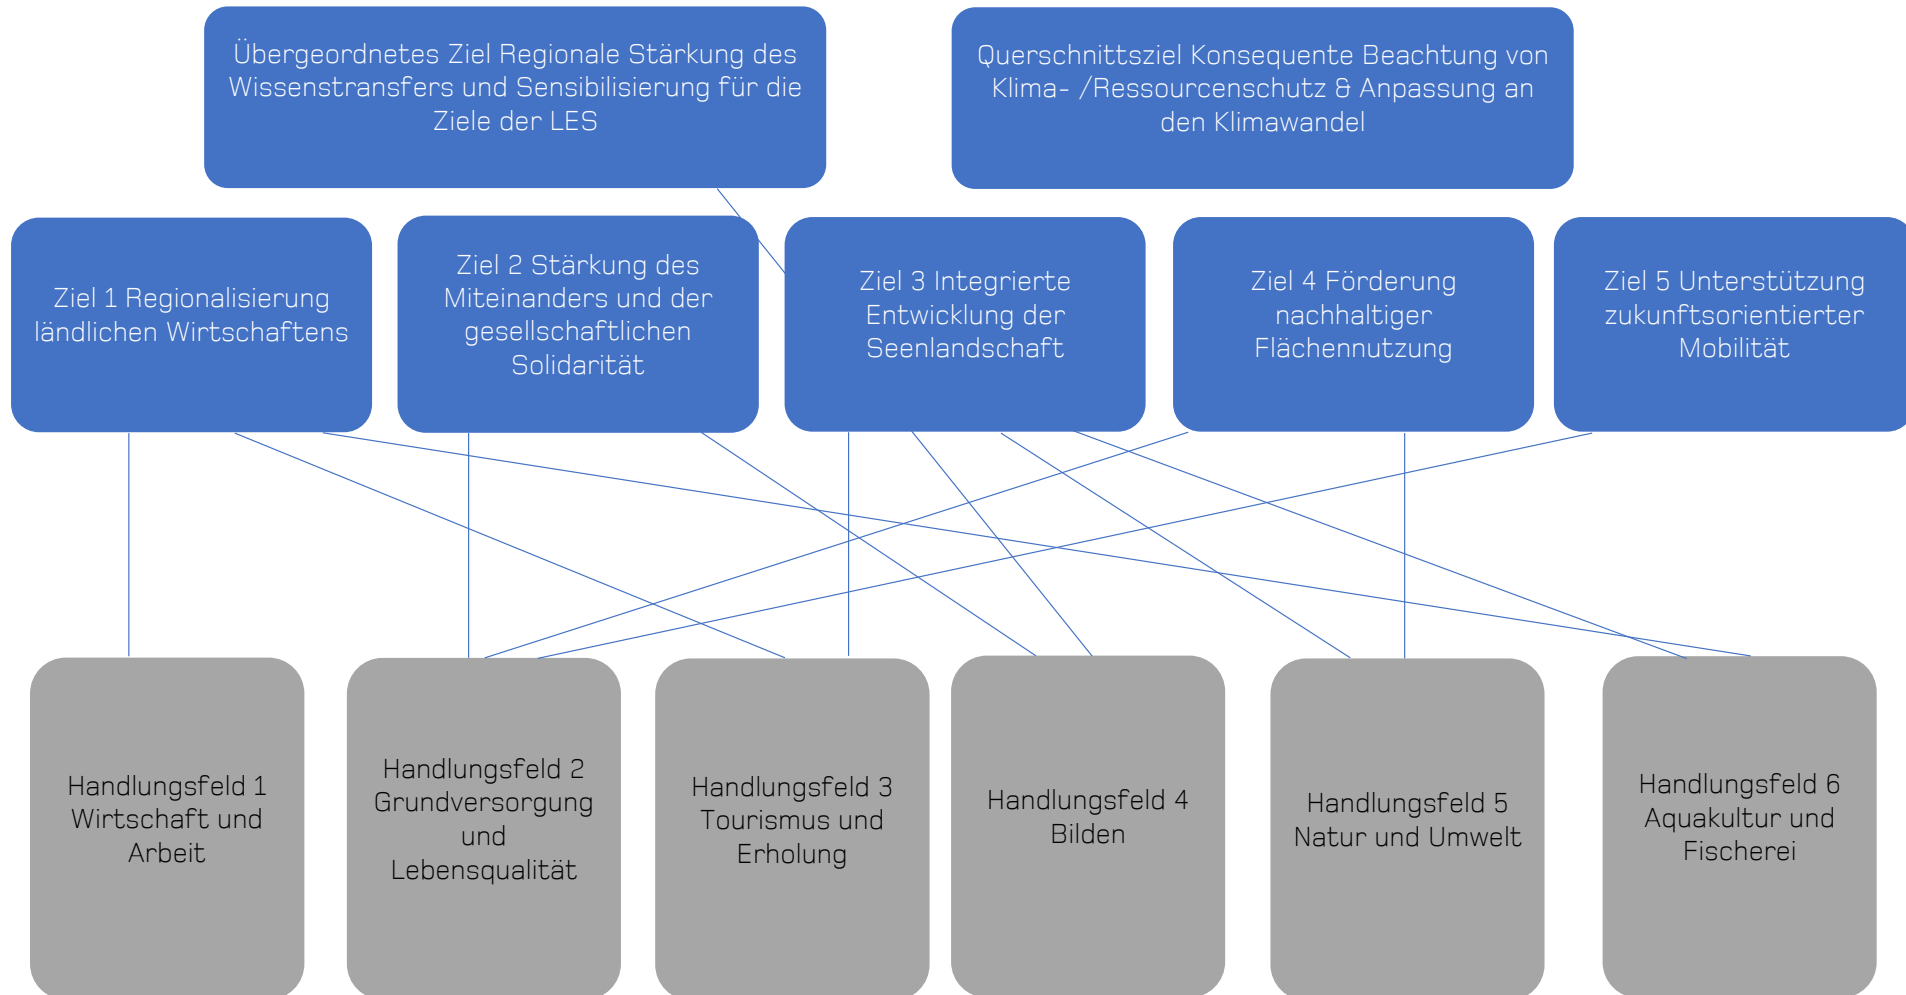 Übergeordnetes Ziel Regionale Stärkung des
Wissenstransfers und Sensibilisierung für die
Ziele der LES
Querschnittsziel Konsequente Beachtung von
Klima- /Ressourcenschutz & Anpassung an
den Klimawandel
Ziel 1 Regionalisierung
ländlichen Wirtschaftens
Ziel 2 Stärkung des
Miteinanders und der
gesellschaftlichen
Solidarität
Ziel 3 Integrierte
Entwicklung der
Seenlandschaft
Ziel 4 Förderung
nachhaltiger
Flächennutzung
Ziel 5 Unterstützung
zukunftsorientierter
Mobilität
Handlungsfeld 1
Wirtschaft und
Arbeit
Handlungsfeld 2
Grundversorgung
und
Lebensqualität
Handlungsfeld 3
Tourismus und
Erholung
Handlungsfeld 4
Bilden
Handlungsfeld 5
Natur und Umwelt
Handlungsfeld 6
Aquakultur und
Fischerei